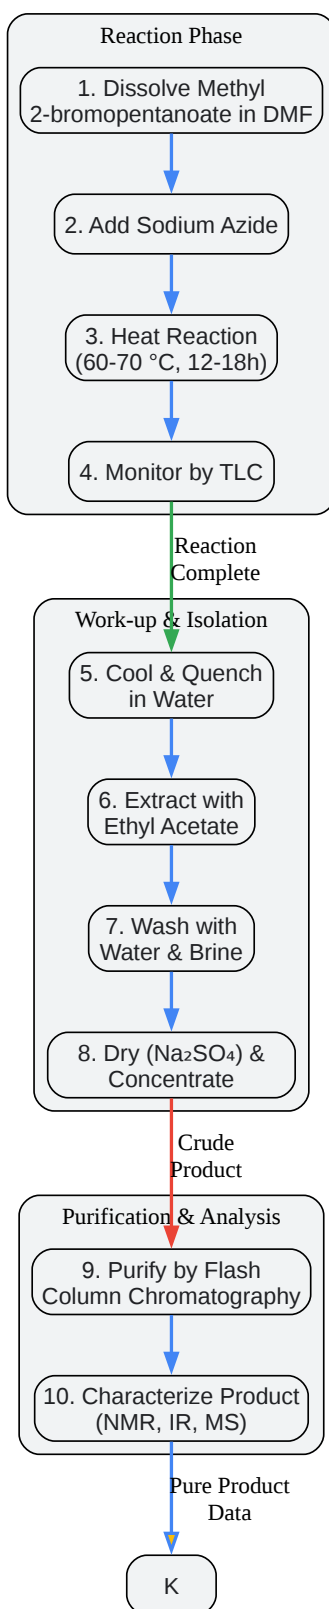 Reaction Phase
1. Dissolve Methyl
2-bromopentanoate in DMF
2. Add Sodium Azide
3. Heat Reaction
(60-70 °C, 12-18h)
4. Monitor by TLC
Reaction
Complete
Work-up & Isolation
5. Cool & Quench
in Water
6. Extract with
Ethyl Acetate
7. Wash with
Water & Brine
8. Dry (Na₂SO₄) &
Concentrate
Crude
Product
Purification & Analysis
9. Purify by Flash
Column Chromatography
10. Characterize Product
(NMR, IR, MS)
Pure Product
Data
K